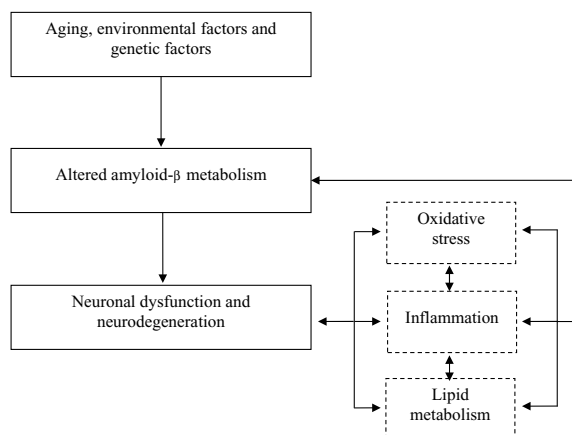 Aging, environmental factors and
genetic factors
Altered amyloid-β metabolism
Oxidative
stress
Neuronal dysfunction and
neurodegeneration
Inflammation
Lipid
metabolism